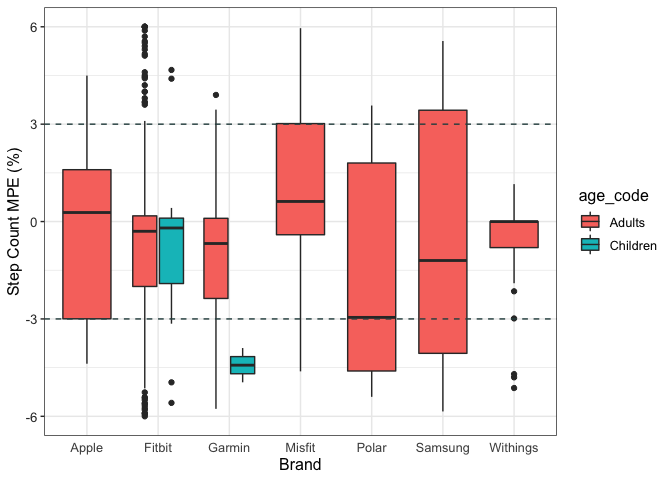 Step Count MPE (%)
6
3
0
-3
-6
Apple Fitbit Garmin Misfit Polar Samsung Withings
Brand
age_code
Adults
Children